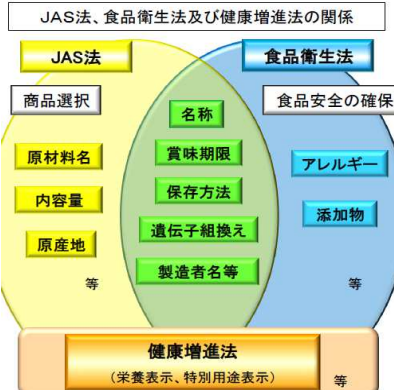 JAS法、食品衛生法及び健康増進法の関係
JAS法
食品衛生法
商品選択
食品安全の確保
名称
賞味期限
保存方法
遺伝子組換え
製造者名等
原材料名
内容量
原産地
等
アレルギー
添加物
等
健康増進法
(栄養表示、特別用途表示)
等